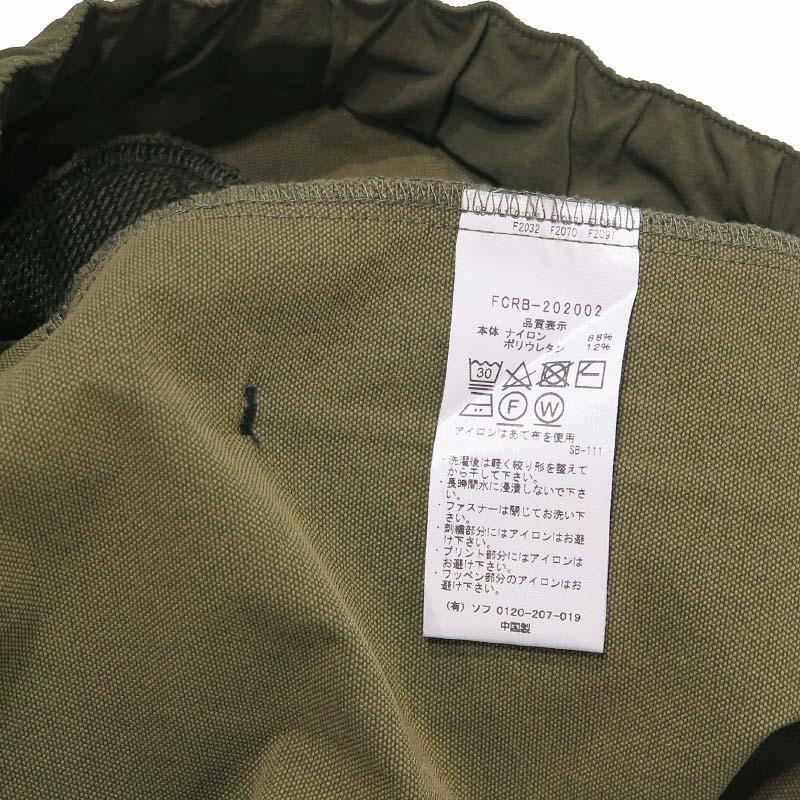 F2032 F2070 F2091
FCRB-202002
品質表示
本体 ナイロン 88%
ポリウレタン 12%
30
F W
アイロンはあて布を使用
SB-111
・洗濯後は軽く絞り形を整えて
から干して下さい。
・長時間水に浸漬しないで下さ
い。
・ファスナーは閉じてお洗い下
さい。
・刺繍部分にはアイロンはお避
け下さい。
・プリント部分にはアイロンは
お避け下さい。
・ワッペン部分のアイロンはお
避け下さい。
(有) ソフ 0120-207-019
中国製